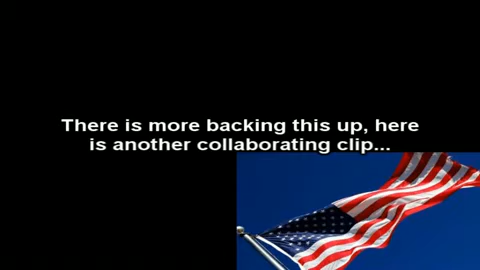 There is more backing this up, here
is another collaborating clip...